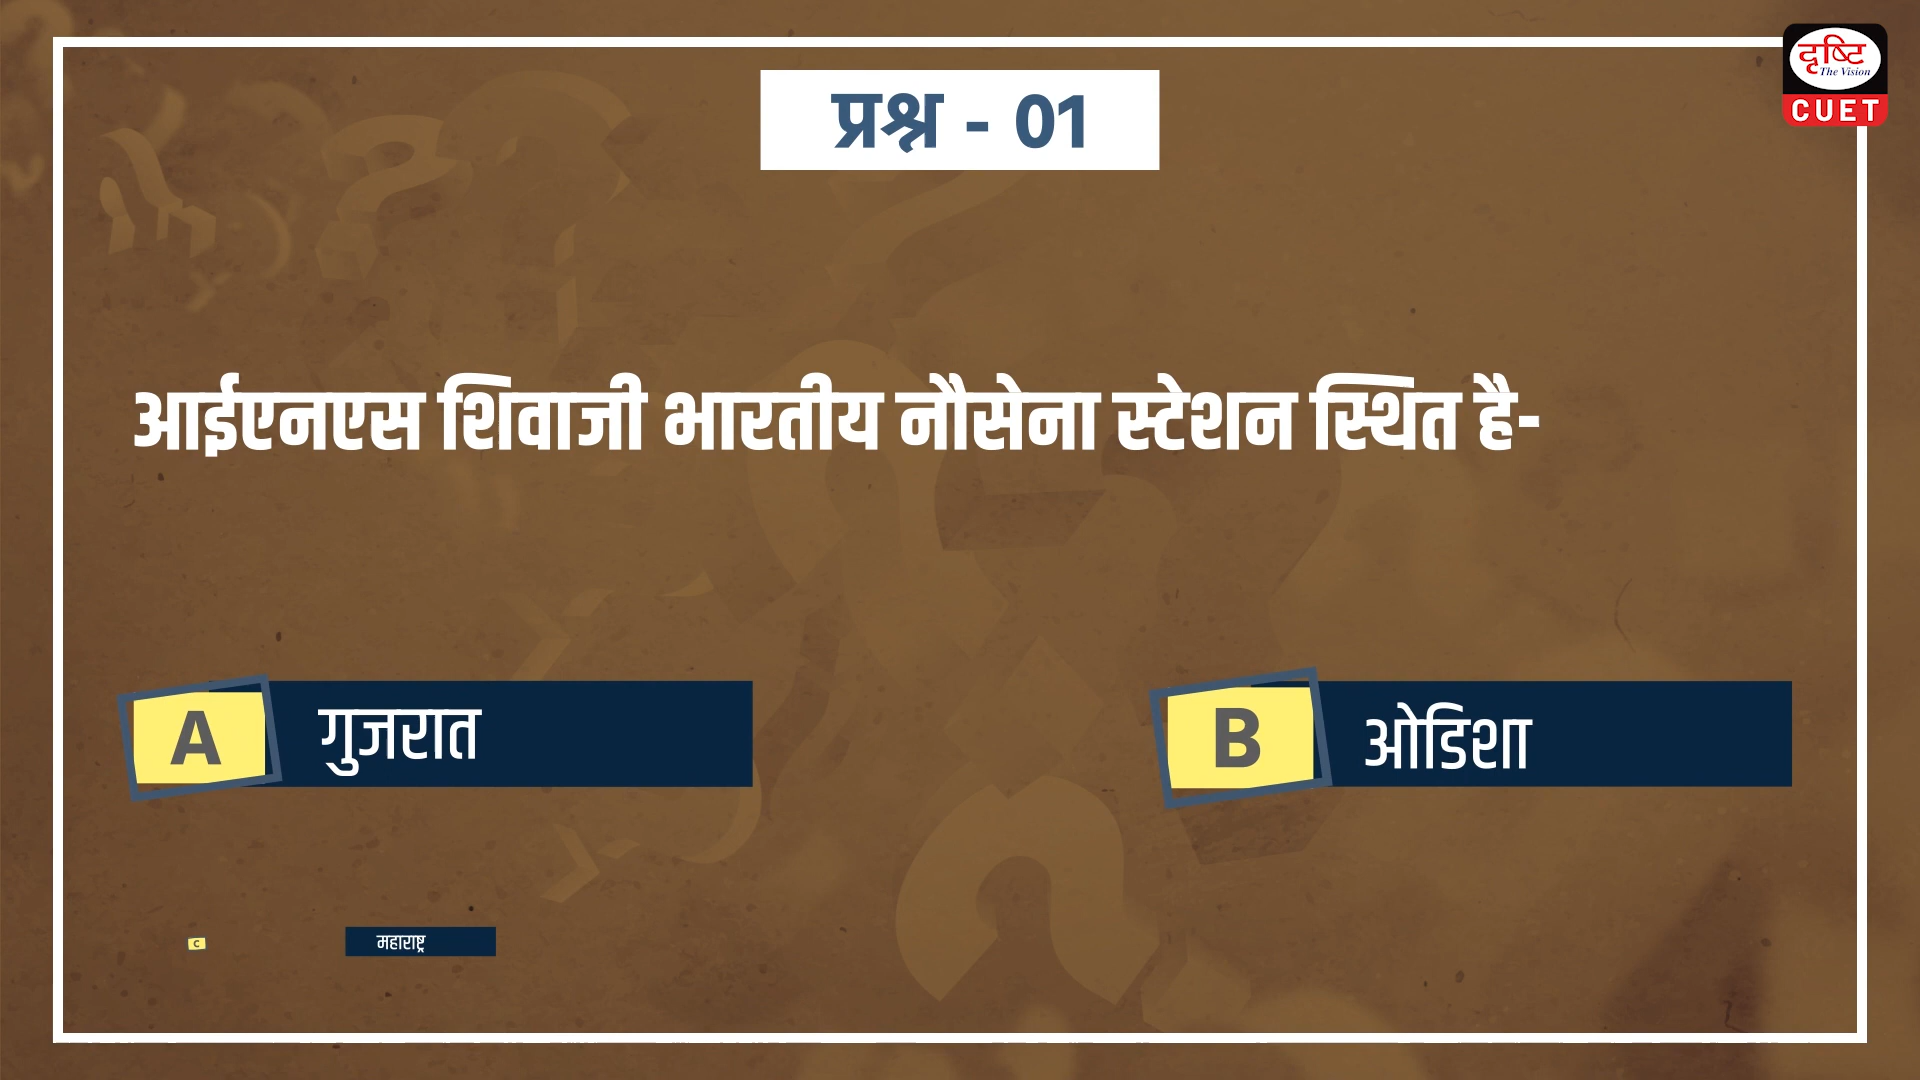 दृष्टि
The Vision
CUET
प्रश्न - 01
आईएनएस शिवाजी भारतीय नौसेना स्टेशन स्थित है-
A गुजरात
B ओडिशा
C महाराष्ट्र